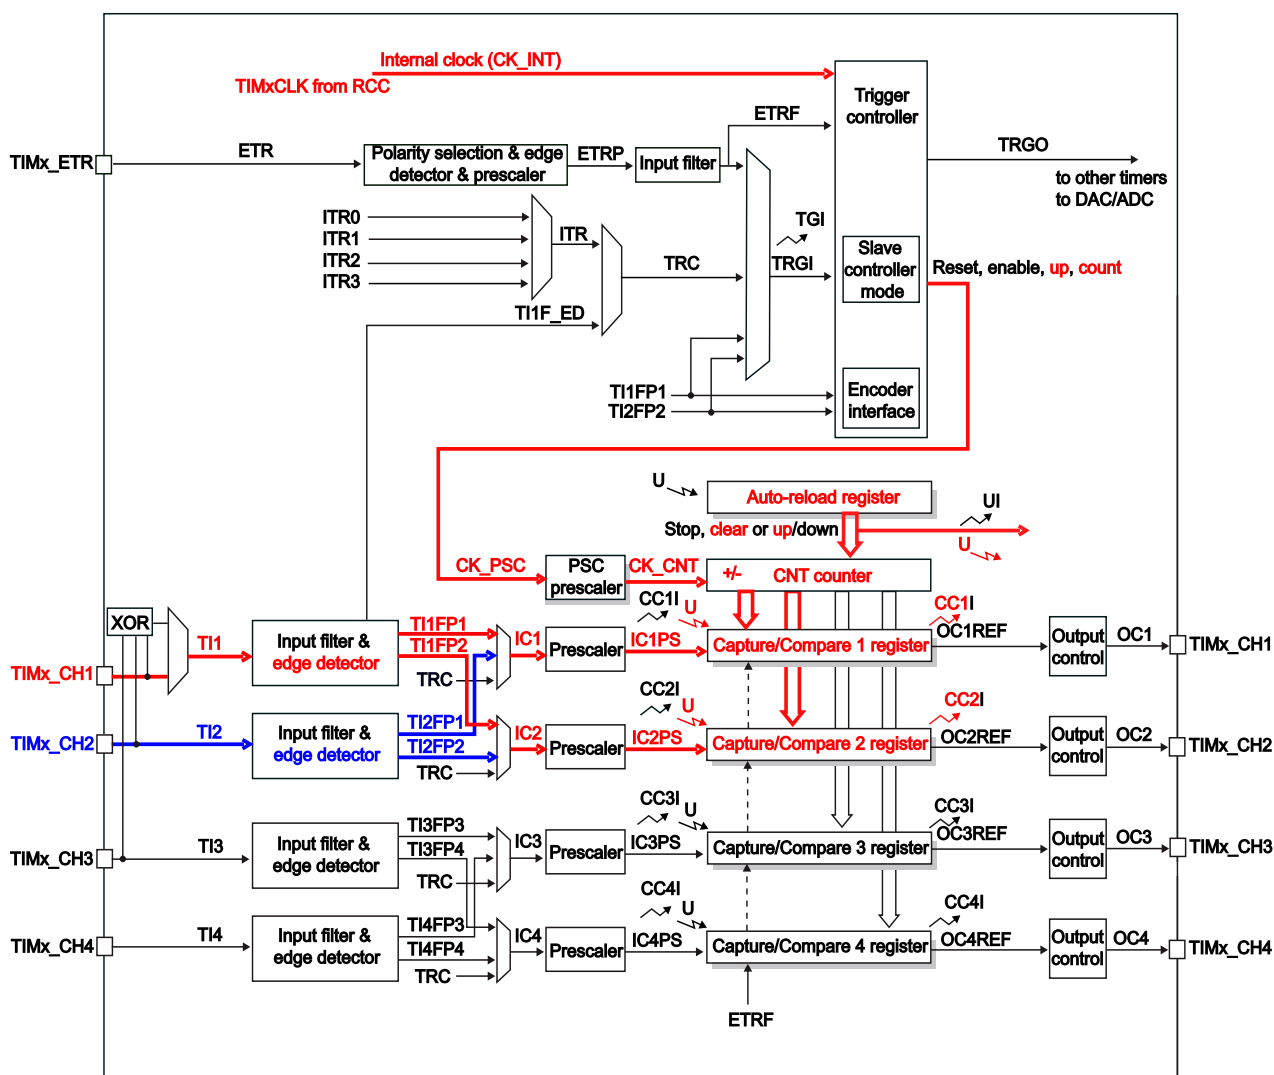 Internal clock (CK_INT)
TIMxCLK from RCC
Trigger
controller
ETRF
TIMx_ETR
ETR
Polarity selection & edge
detector & prescaler
ETRP
Input filter
TRGO
to other timers
to DAC/ADC
ITR0
ITR1
ITR2
ITR3
ITR
TRC
TGI
TRGI
Slave
controller
mode
Reset, enable, up, count
TI1F_ED
TI1FP1
TI2FP2
Encoder
interface
U
Auto-reload register
UI
Stop, clear or up/down
U
CK_PSC
PSC
prescaler
CK_CNT
+/-
CNT counter
XOR
TI1
TIMx_CH1
Input filter &
edge detector
TI1FP1
TI1FP2
TRC
IC1
Prescaler
CC1I
U
IC1PS
Capture/Compare 1 register
CC1I
OC1REF
Output
control
OC1
TIMx_CH1
TIMx_CH2
TI2
Input filter &
edge detector
TI2FP1
TI2FP2
TRC
IC2
Prescaler
CC2I
U
IC2PS
Capture/Compare 2 register
CC2I
OC2REF
Output
control
OC2
TIMx_CH2
TIMx_CH3
TI3
Input filter &
edge detector
TI3FP3
TI3FP4
TRC
IC3
Prescaler
CC3I
U
IC3PS
Capture/Compare 3 register
CC3I
OC3REF
Output
control
OC3
TIMx_CH3
TIMx_CH4
TI4
Input filter &
edge detector
TI4FP3
TI4FP4
TRC
IC4
Prescaler
CC4I
U
IC4PS
Capture/Compare 4 register
CC4I
OC4REF
Output
control
OC4
TIMx_CH4
ETRF